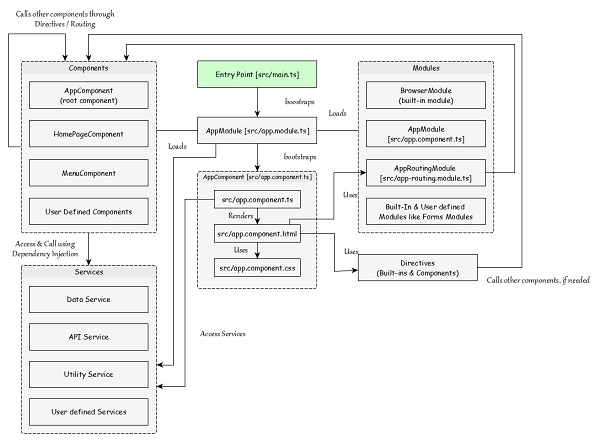 Calls other components through
Directives / Routing
Components
AppComponent
(root component)
HomePageComponent
MenuComponent
User Defined Components
Access & Call using
Dependency Injection
Services
Data Service
API Service
Utility Service
User defined Services
Entry Point [src/main.ts]
boostraps
AppModule [src/app.module.ts]
Loads
Loads
bootstraps
AppComponent [src/app.component.ts]
src/app.component.ts
Renders
src/app.component.html
Uses
src/app.component.css
Access Services
Modules
BrowserModule
(built-in module)
AppModule
[src/app.component.ts]
AppRoutingModule
[src/app-routing.module.ts]
Uses
Built-In & User defined
Modules like Forms Modules
Uses
Directives
(Built-ins & Components)
Calls other components, if needed